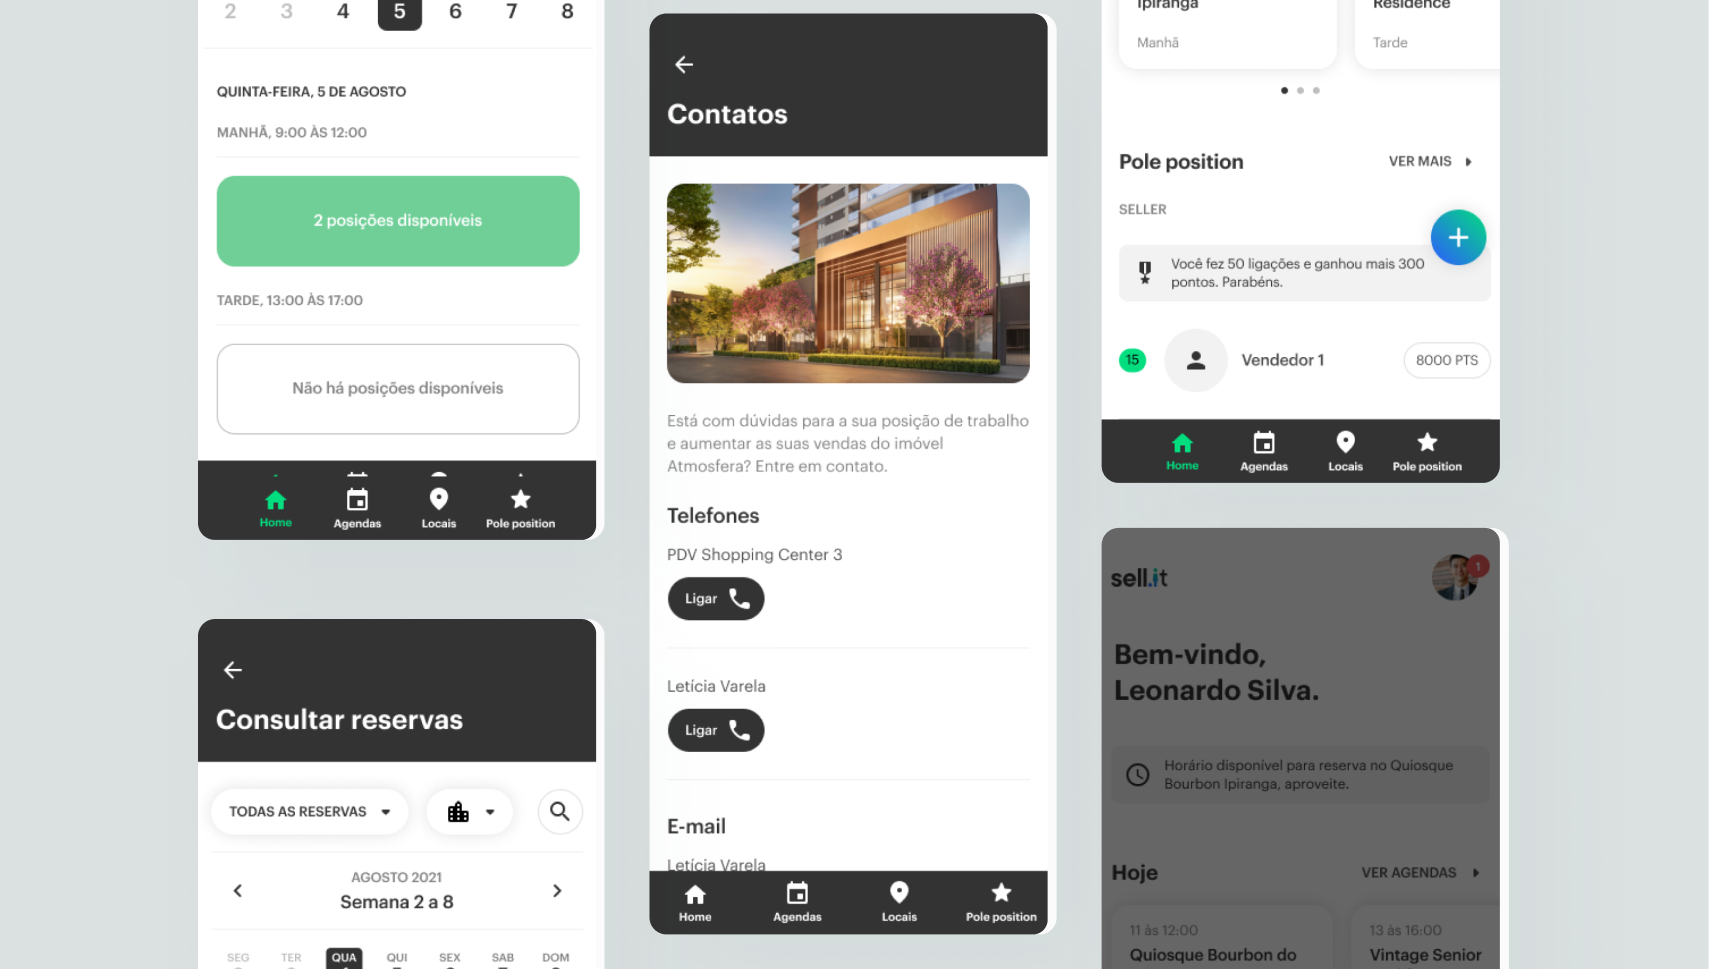 2 3 4 5 6 7 8
QUINTA-FEIRA, 5 DE AGOSTO
MANHÃ, 9:00 ÀS 12:00
2 posições disponíveis
TARDE, 13:00 ÀS 17:00
Não há posições disponíveis
Home Agendas Locais Pole position
Consultar reservas
TODAS AS RESERVAS
AGOSTO 2021
Semana 2 a 8
SEG TER QUA QUI SEX SAB DOM
Contatos
Está com dúvidas para a sua posição de trabalho
e aumentar as suas vendas do imóvel
Atmosfera? Entre em contato.
Telefones
PDV Shopping Center 3
Ligar
Letícia Varela
Ligar
E-mail
Letícia Varela
Home Agendas Locais Pole position
Ipiranga
Manhã
Residence
Tarde
Pole position
VER MAIS
SELLER
Você fez 50 ligações e ganhou mais 300
pontos. Parabéns.
15 Vendedor 1 8000 PTS
Home Agendas Locais Pole position
sell.it
1
Bem-vindo,
Leonardo Silva.
Horário disponível para reserva no Quiosque
Bourbon Ipiranga, aproveite.
Hoje
VER AGENDAS
11 às 12:00
Quiosque Bourbon do
13 às 16:00
Vintage Senior